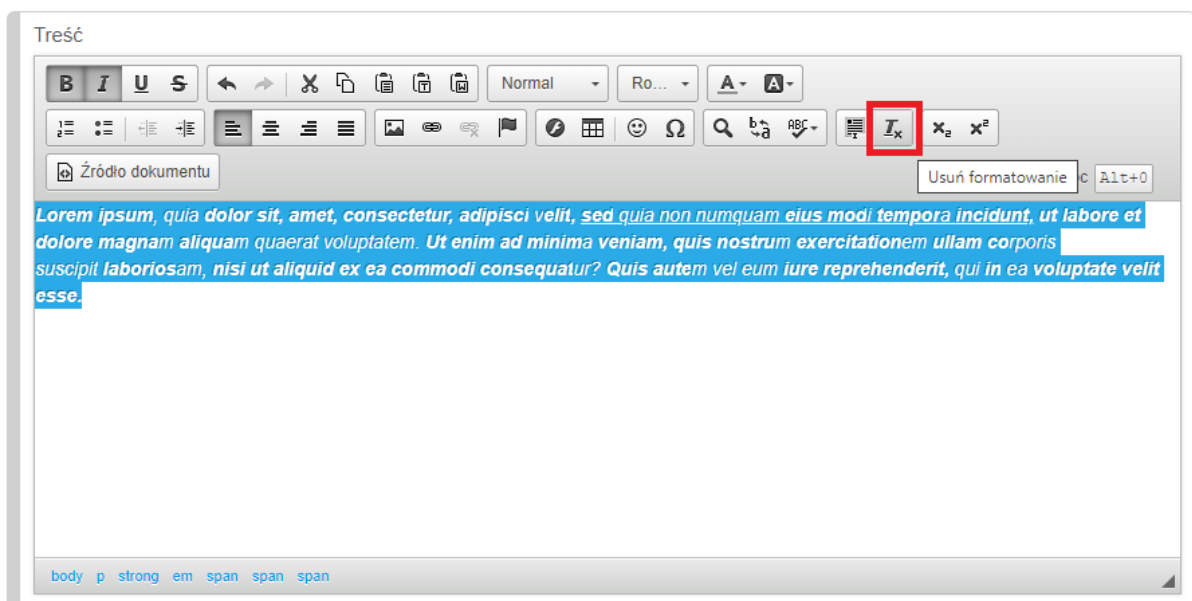 Treść
B I U S Normal Ro... A A
ABC
Źródło dokumentu Usuń formatowanie c Alt+0
Lorem ipsum, quia dolor sit, amet, consectetur, adipisci velit, sed quia non numquam eius modi tempora incidunt, ut labore et
dolore magnam aliquam quaerat voluptatem. Ut enim ad minima veniam, quis nostrum exercitationem ullam corporis
suscipit laboriosam, nisi ut aliquid ex ea commodi consequatur? Quis autem vel eum iure reprehenderit, qui in ea voluptate velit
esse.
body p strong em span span span